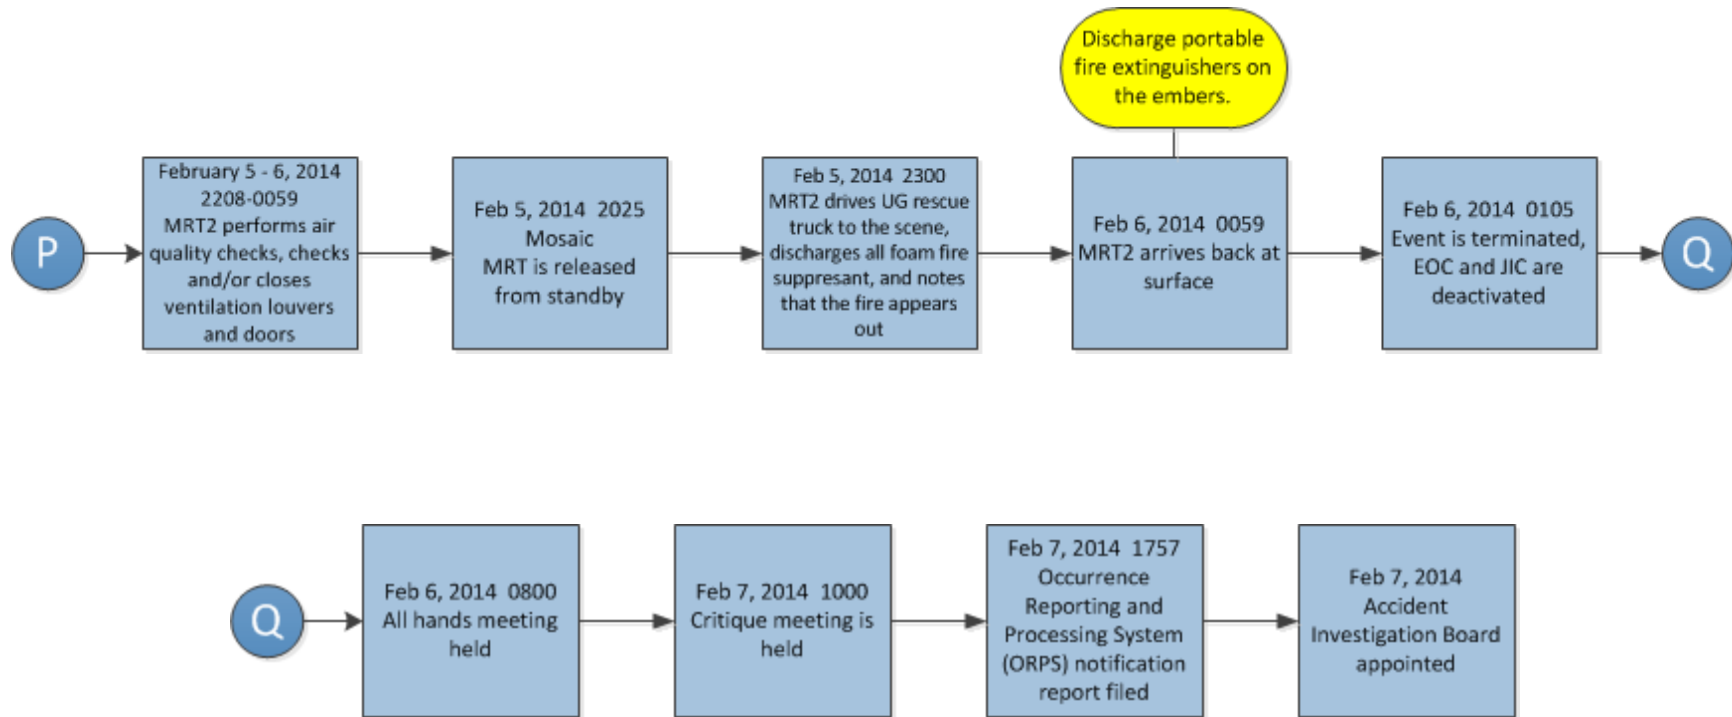 Discharge portable
fire extinguishers on
the embers.
P
February 5 - 6, 2014
2208-0059
MRT2 performs air
quality checks, checks
and/or closes
ventilation louvers
and doors
Feb 5, 2014 2025
Mosaic
MRT is released
from standby
Feb 5, 2014 2300
MRT2 drives UG rescue
truck to the scene,
discharges all foam fire
suppresant, and notes
that the fire appears
out
Feb 6, 2014 0059
MRT2 arrives back at
surface
Feb 6, 2014 0105
Event is terminated,
EOC and JIC are
deactivated
Q
Q
Feb 6, 2014 0800
All hands meeting
held
Feb 7, 2014 1000
Critique meeting is
held
Feb 7, 2014 1757
Occurrence
Reporting and
Processing System
(ORPS) notification
report filed
Feb 7, 2014
Accident
Investigation Board
appointed